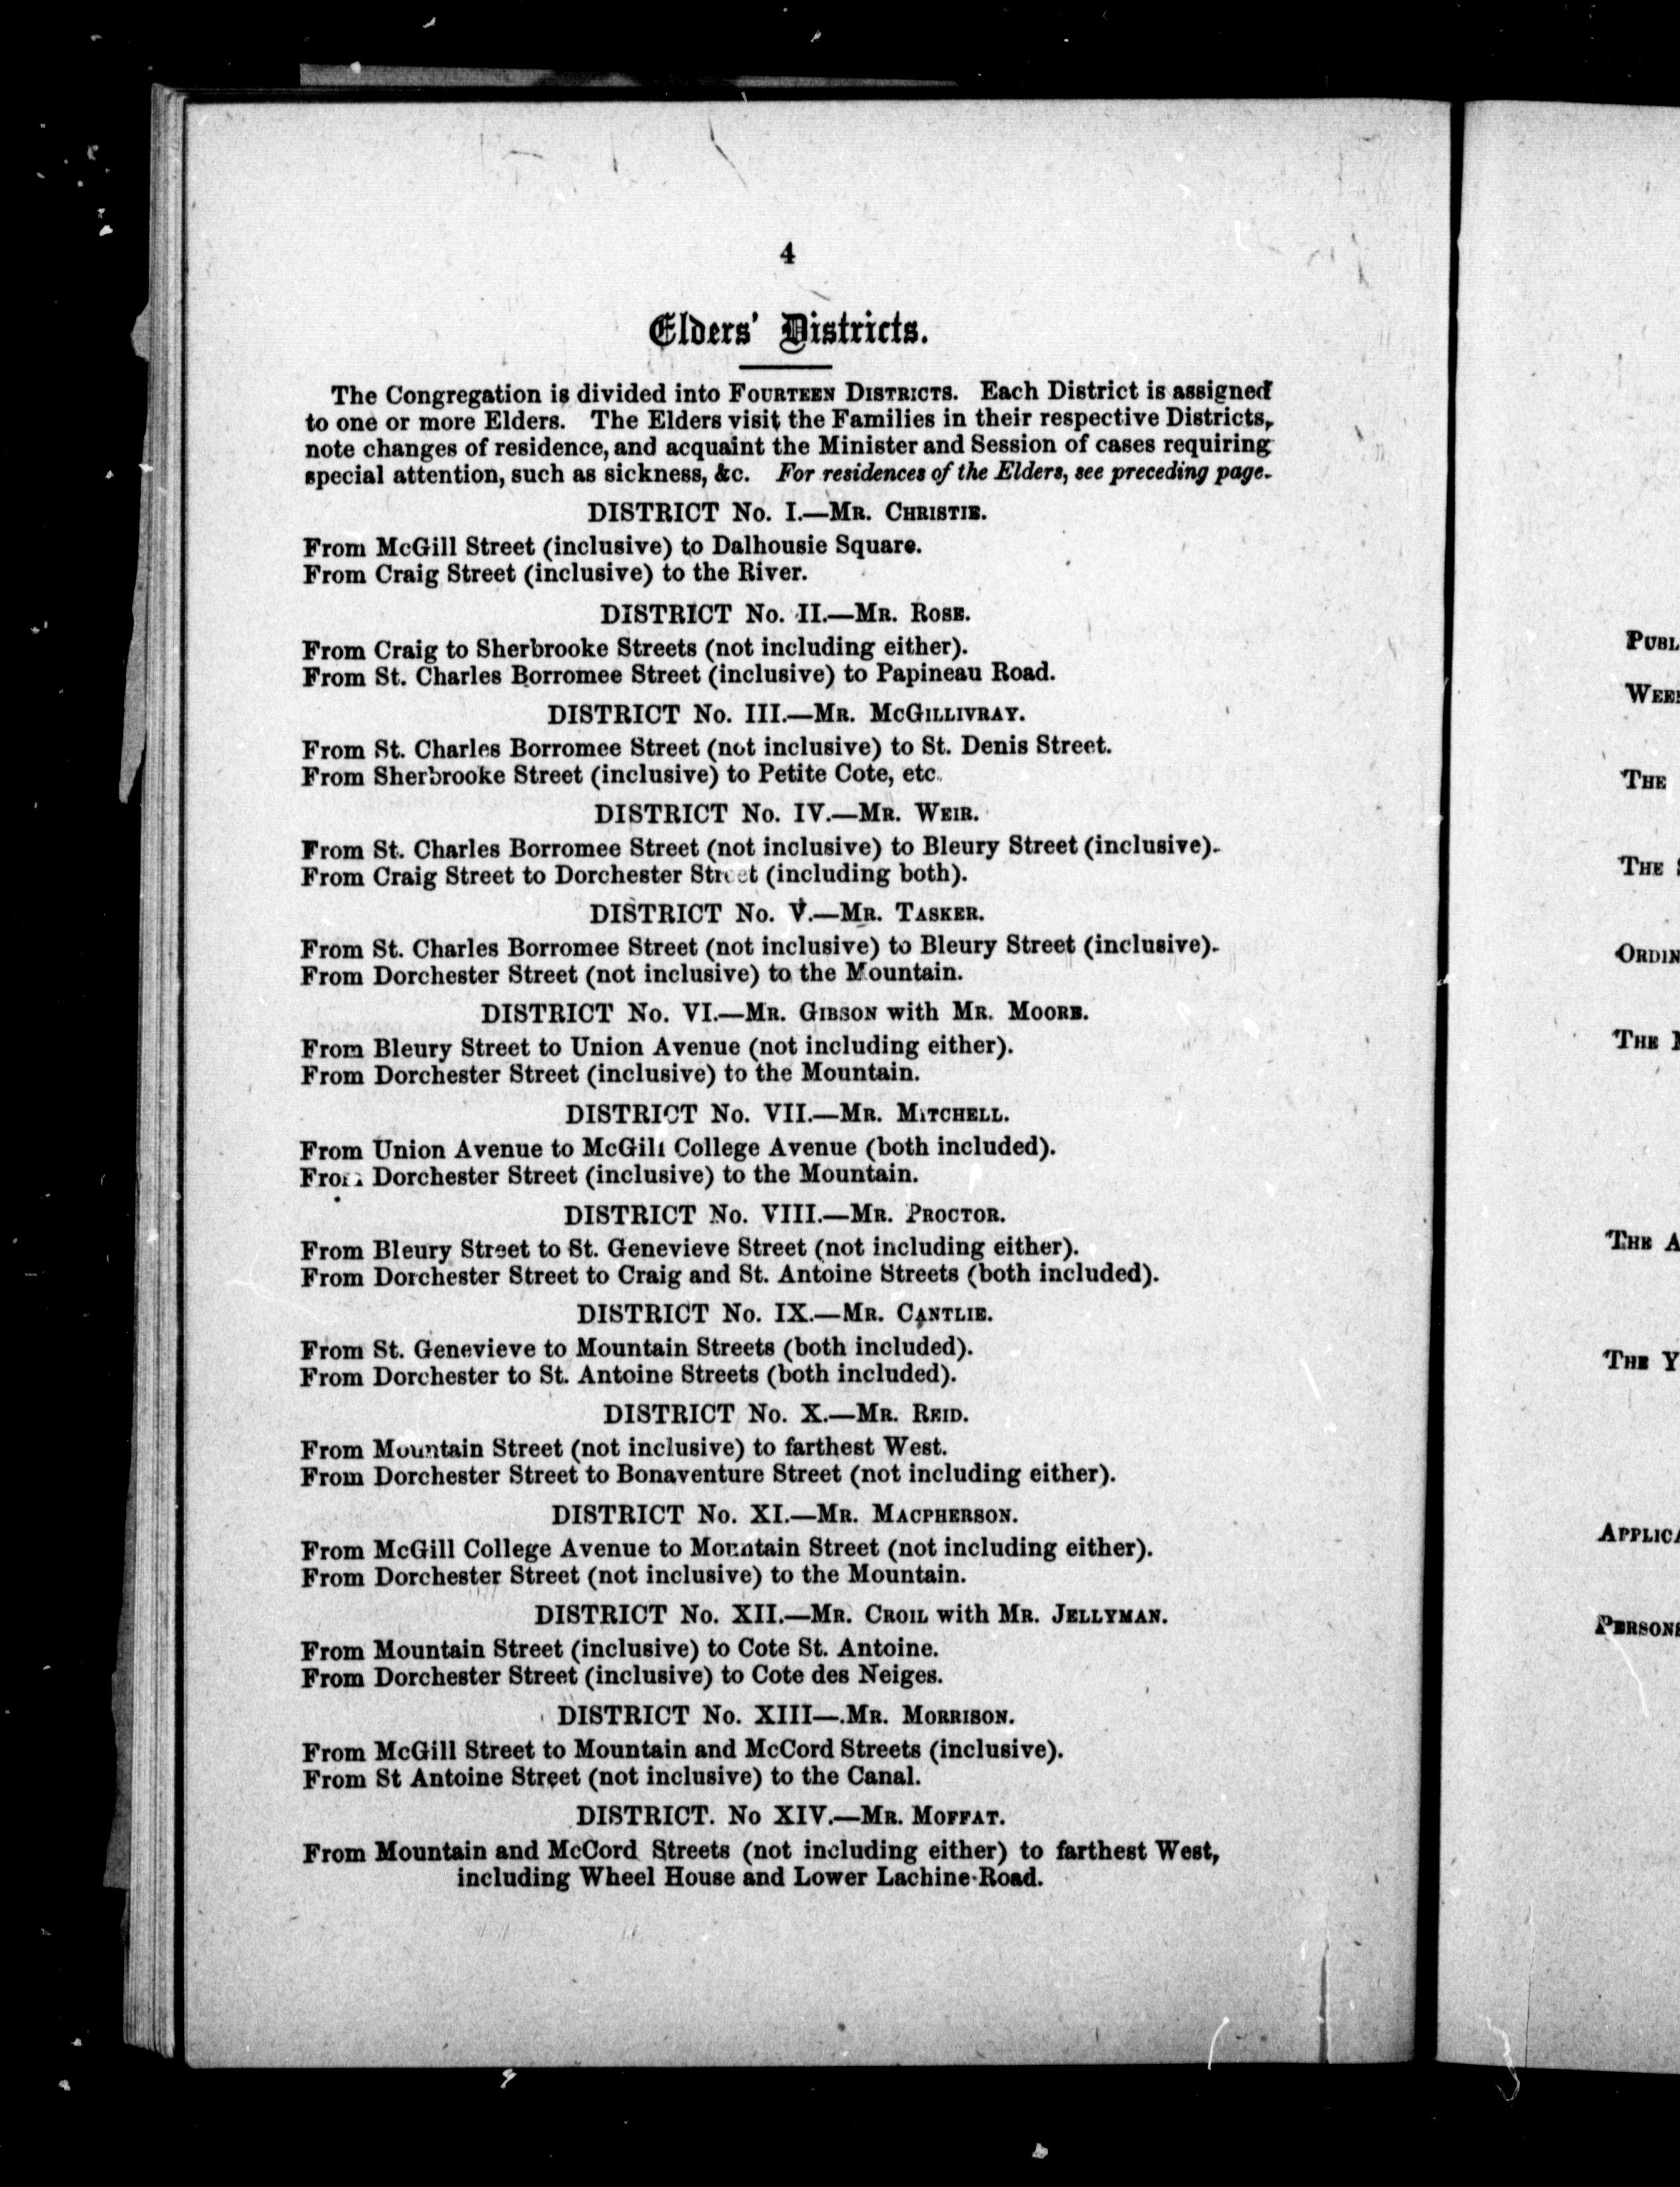 4
Elders' Districts.
The Congregation is divided into FOURTEEN DISTRICTS. Each District is assigned
to one or more Elders. The Elders visit the Families in their respective Districts,
note changes of residence, and acquaint the Minister and Session of cases requiring
special attention, such as sickness, &c. For residences of the Elders, see preceding page.
DISTRICT No. I.—MR. CHRISTIE.
From McGill Street (inclusive) to Dalhousie Square.
From Craig Street (inclusive) to the River.
DISTRICT No. II.—MR. ROSE.
From Craig to Sherbrooke Streets (not including either).
From St. Charles Borromee Street (inclusive) to Papineau Road.
DISTRICT No. III.—MR. MCGILLIVRAY.
From St. Charles Borromee Street (not inclusive) to St. Denis Street.
From Sherbrooke Street (inclusive) to Petite Cote, etc.
DISTRICT No. IV.—MR. WEIR.
From St. Charles Borromee Street (not inclusive) to Bleury Street (inclusive).
From Craig Street to Dorchester Street (including both).
DISTRICT No. V.—MR. TASKER.
From St. Charles Borromee Street (not inclusive) to Bleury Street (inclusive).
From Dorchester Street (not inclusive) to the Mountain.
DISTRICT No. VI.—MR. GIBSON with MR. MOORE.
From Bleury Street to Union Avenue (not including either).
From Dorchester Street (inclusive) to the Mountain.
DISTRICT No. VII.—MR. MITCHELL.
From Union Avenue to McGill College Avenue (both included).
From Dorchester Street (inclusive) to the Mountain.
DISTRICT No. VIII.—MR. PROCTOR.
From Bleury Street to St. Genevieve Street (not including either).
From Dorchester Street to Craig and St. Antoine Streets (both included).
DISTRICT No. IX.—MR. CANTLIE.
From St. Genevieve to Mountain Streets (both included).
From Dorchester to St. Antoine Streets (both included).
DISTRICT No. X.—MR. REID.
From Mountain Street (not inclusive) to farthest West.
From Dorchester Street to Bonaventure Street (not including either).
DISTRICT No. XI.—MR. MACPHERSON.
From McGill College Avenue to Mountain Street (not including either).
From Dorchester Street (not inclusive) to the Mountain.
DISTRICT No. XII.—MR. CROIL with MR. JELLYMAN.
From Mountain Street (inclusive) to Cote St. Antoine.
From Dorchester Street (inclusive) to Cote des Neiges.
DISTRICT No. XIII—.MR. MORRISON.
From McGill Street to Mountain and McCord Streets (inclusive).
From St Antoine Street (not inclusive) to the Canal.
DISTRICT. No XIV.—MR. MOFFAT.
From Mountain and McCord Streets (not including either) to farthest West,
including Wheel House and Lower Lachine Road.
THE
THE
THE
THE
THE